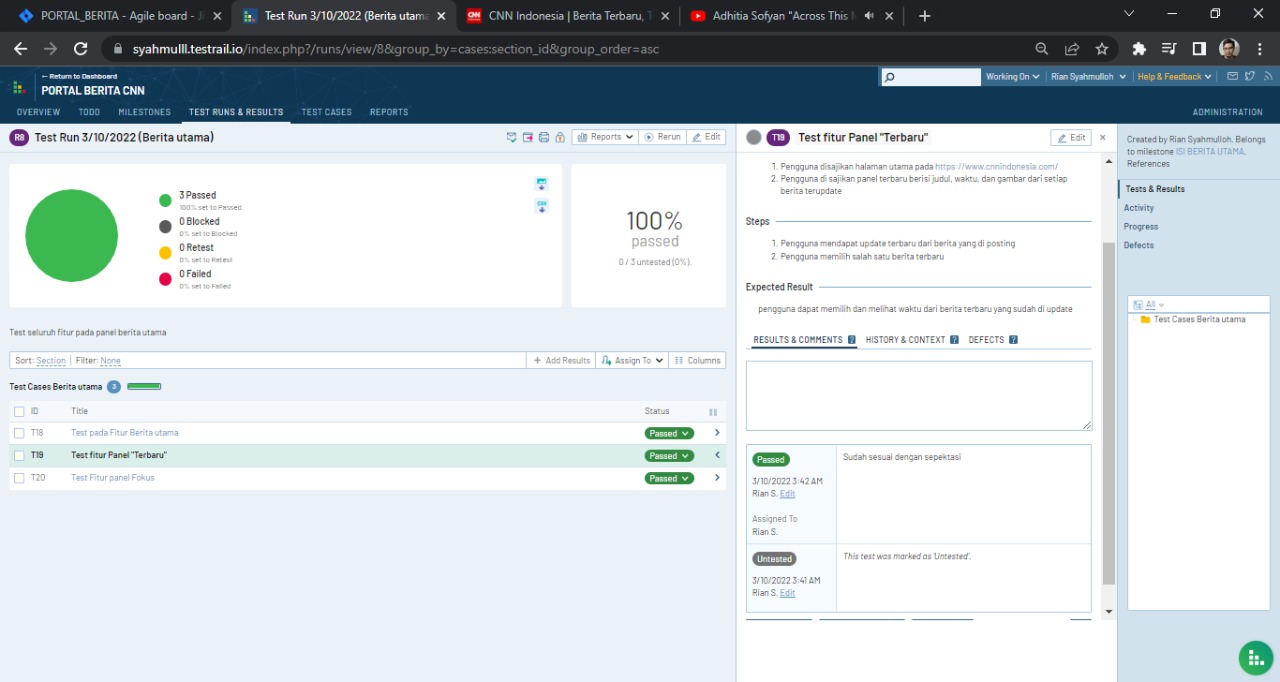 PORTAL_BERITA - Agile board - Ji
Test Run 3/10/2022 (Berita utama
CNN Indonesia | Berita Terbaru, T
Adhitia Sofyan "Across This
syahmulll.testrail.io/index.php?/runs/view/8&group_by=cases:section_id&group_order=asc
← Return to Dashboard
PORTAL BERITA CNN
Working On
Rian Syahmulloh
Help & Feedback
OVERVIEW
TODO
MILESTONES
TEST RUNS & RESULTS
TEST CASES
REPORTS
ADMINISTRATION
R8 Test Run 3/10/2022 (Berita utama)
Reports
Rerun
Edit
3 Passed
100% set to Passed
0 Blocked
0% set to Blocked
0 Retest
0% set to Retest
0 Failed
0% set to Failed
CSV
100%
passed
0 / 3 untested (0%).
Test seluruh fitur pada panel berita utama
Sort: Section | Filter: None
+ Add Results
Assign To
Columns
Test Cases Berita utama 3
ID Title Status
T18 Test pada Fitur Berita utama Passed
T19 Test fitur Panel "Terbaru" Passed
T20 Test Fitur panel Fokus Passed
T19 Test fitur Panel "Terbaru"
Edit
1. Pengguna disajikan halaman utama pada https://www.cnnindonesia.com/
2. Pengguna di sajikan panel terbaru berisi judul, waktu, dan gambar dari setiap
berita terupdate
Steps
1. Pengguna mendapat update terbaru dari berita yang di posting
2. Pengguna memilih salah satu berita terbaru
Expected Result
pengguna dapat memilih dan melihat waktu dari berita terbaru yang sudah di update
RESULTS & COMMENTS ?
HISTORY & CONTEXT ?
DEFECTS ?
Passed
Sudah sesuai dengan sepektasi
3/10/2022 3:42 AM
Rian S. Edit
Assigned To
Rian S.
Untested
This test was marked as 'Untested'.
3/10/2022 3:41 AM
Rian S. Edit
Created by Rian Syahmulloh. Belongs
to milestone ISI BERITA UTAMA.
References
Tests & Results
Activity
Progress
Defects
All
Test Cases Berita utama